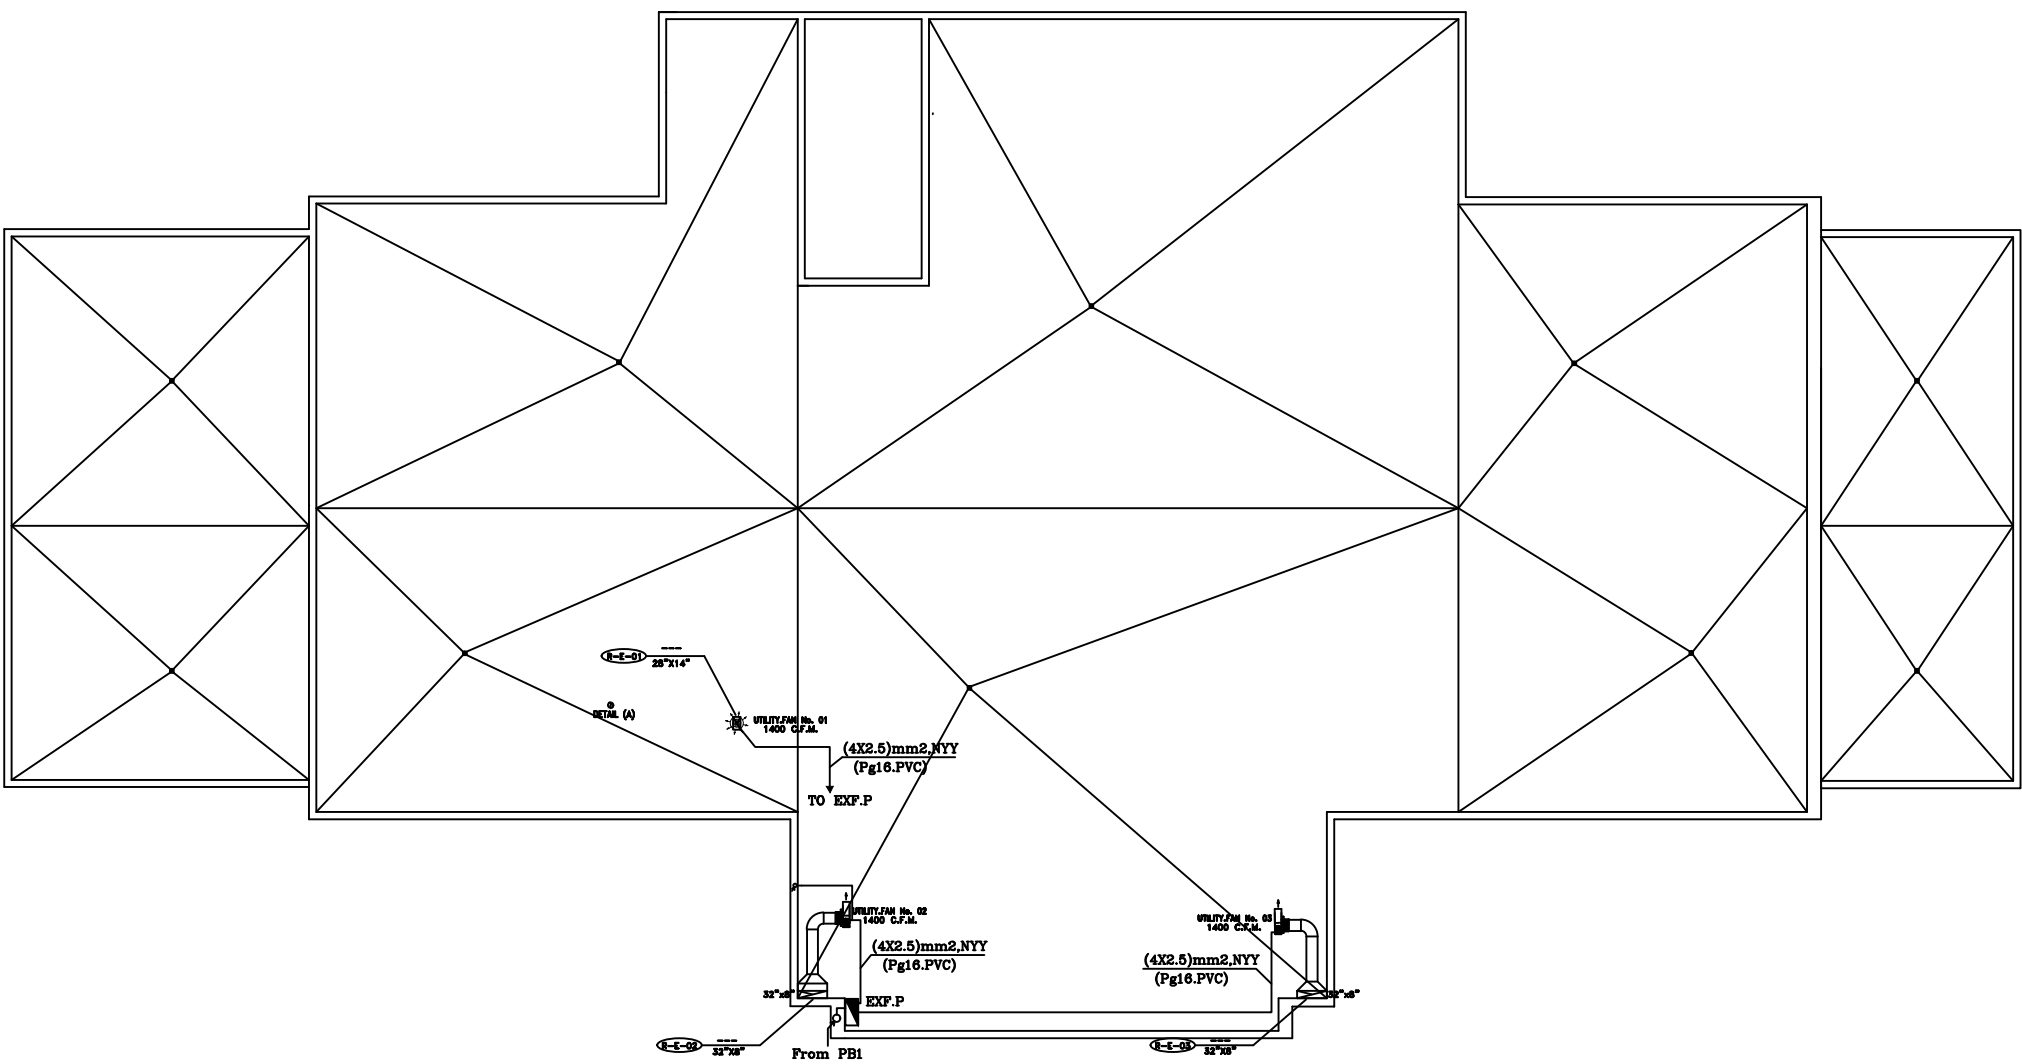 R-E-01
---
28"X14"
DETAIL (A)
UTILITY.FAN No. 01
1400 C.F.M.
(4X2.5)mm2,NYY
(Pg16.PVC)
TO EXF.P
UTILITY.FAN No. 02
1400 C.F.M.
(4X2.5)mm2,NYY
(Pg16.PVC)
32"x8"
EXF.P
R-E-02
---
32"X8"
From PB1
UTILITY.FAN No. 03
1400 C.F.M.
(4X2.5)mm2,NYY
(Pg16.PVC)
32"x8"
R-E-03
---
32"X8"